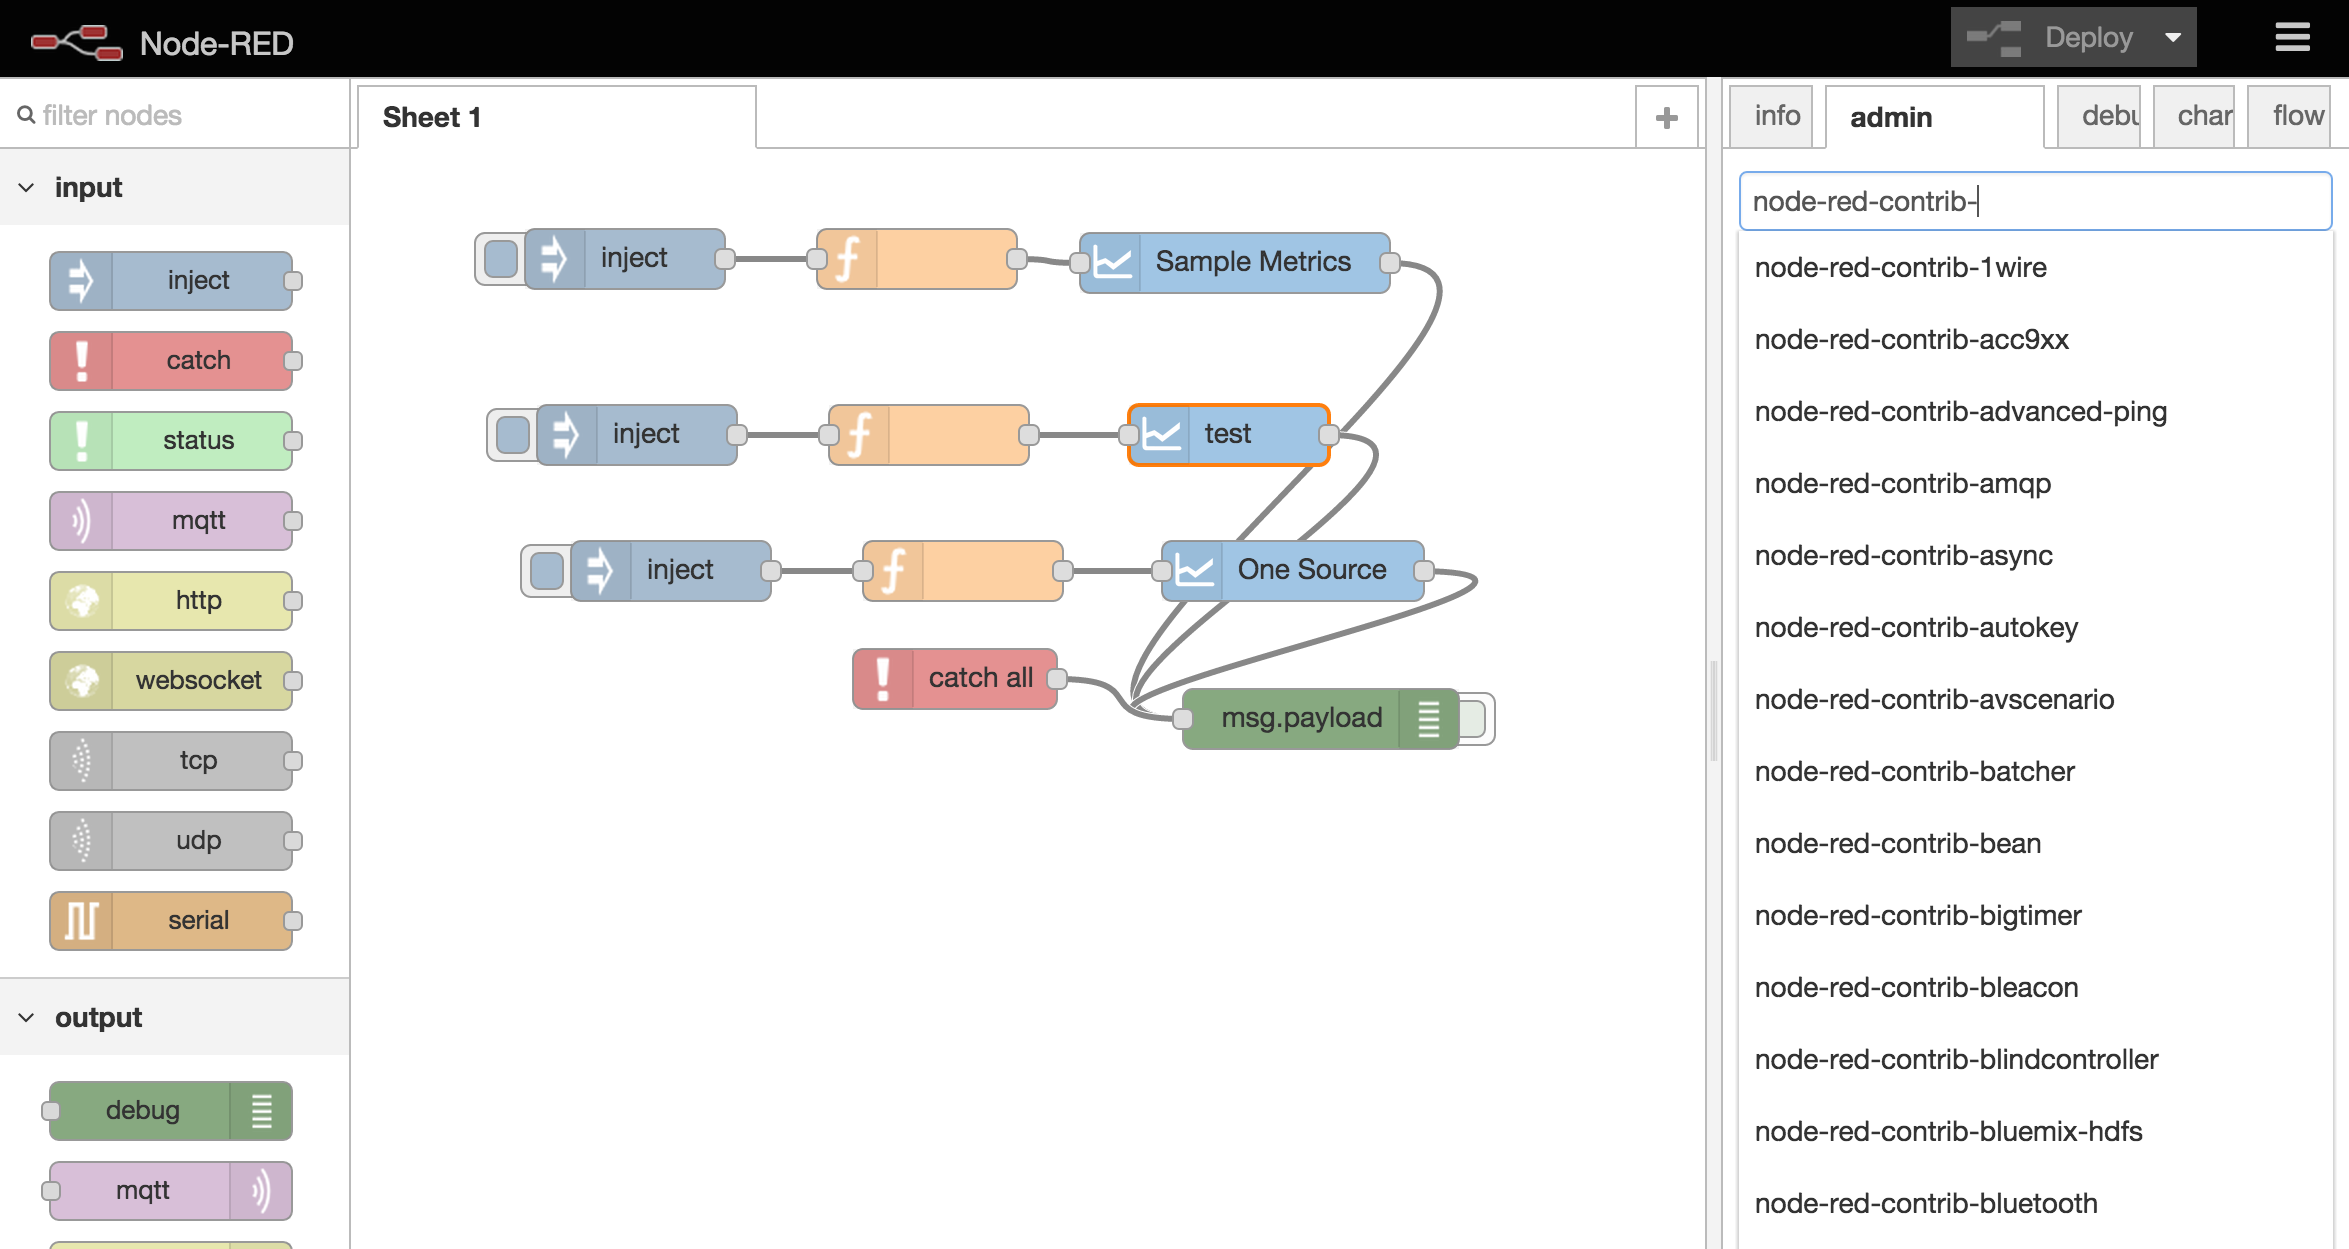 Node-RED
Deploy
filter nodes
Sheet 1
info
admin
debu
char
flow
input
inject
catch
status
mqtt
http
websocket
tcp
udp
serial
output
debug
mqtt
inject
Sample Metrics
inject
test
inject
One Source
catch all
msg.payload
node-red-contrib-
node-red-contrib-1wire
node-red-contrib-acc9xx
node-red-contrib-advanced-ping
node-red-contrib-amqp
node-red-contrib-async
node-red-contrib-autokey
node-red-contrib-avscenario
node-red-contrib-batcher
node-red-contrib-bean
node-red-contrib-bigtimer
node-red-contrib-bleacon
node-red-contrib-blindcontroller
node-red-contrib-bluemix-hdfs
node-red-contrib-bluetooth